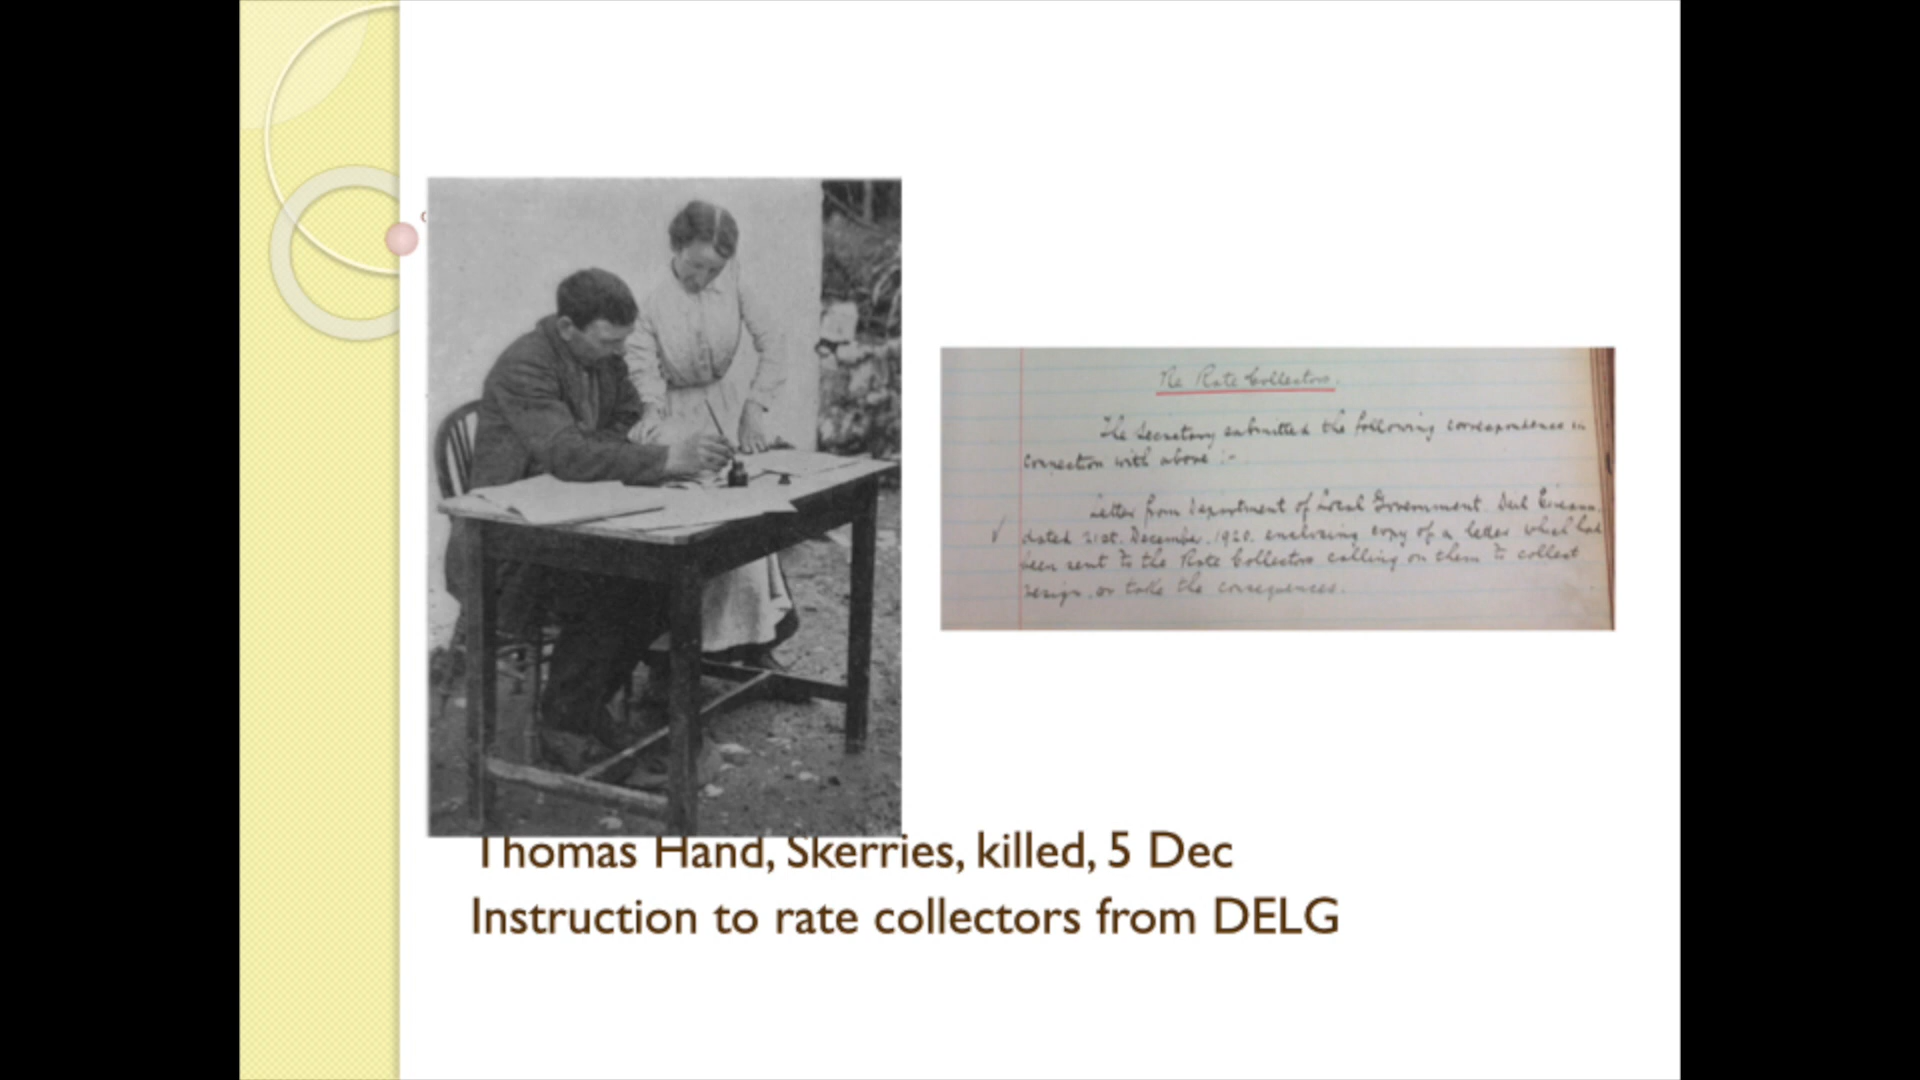 Re Rate Collectors.
The Secretary submitted the following correspondence in
connection with above :-
Letter from Department of Local Government. Dail Eireann.
dated 21st. December. 1920. enclosing copy of a letter which had
been sent to the Rate Collectors calling on them to collect
resign, or take the consequences.
Thomas Hand, Skerries, killed, 5 Dec
Instruction to rate collectors from DELG